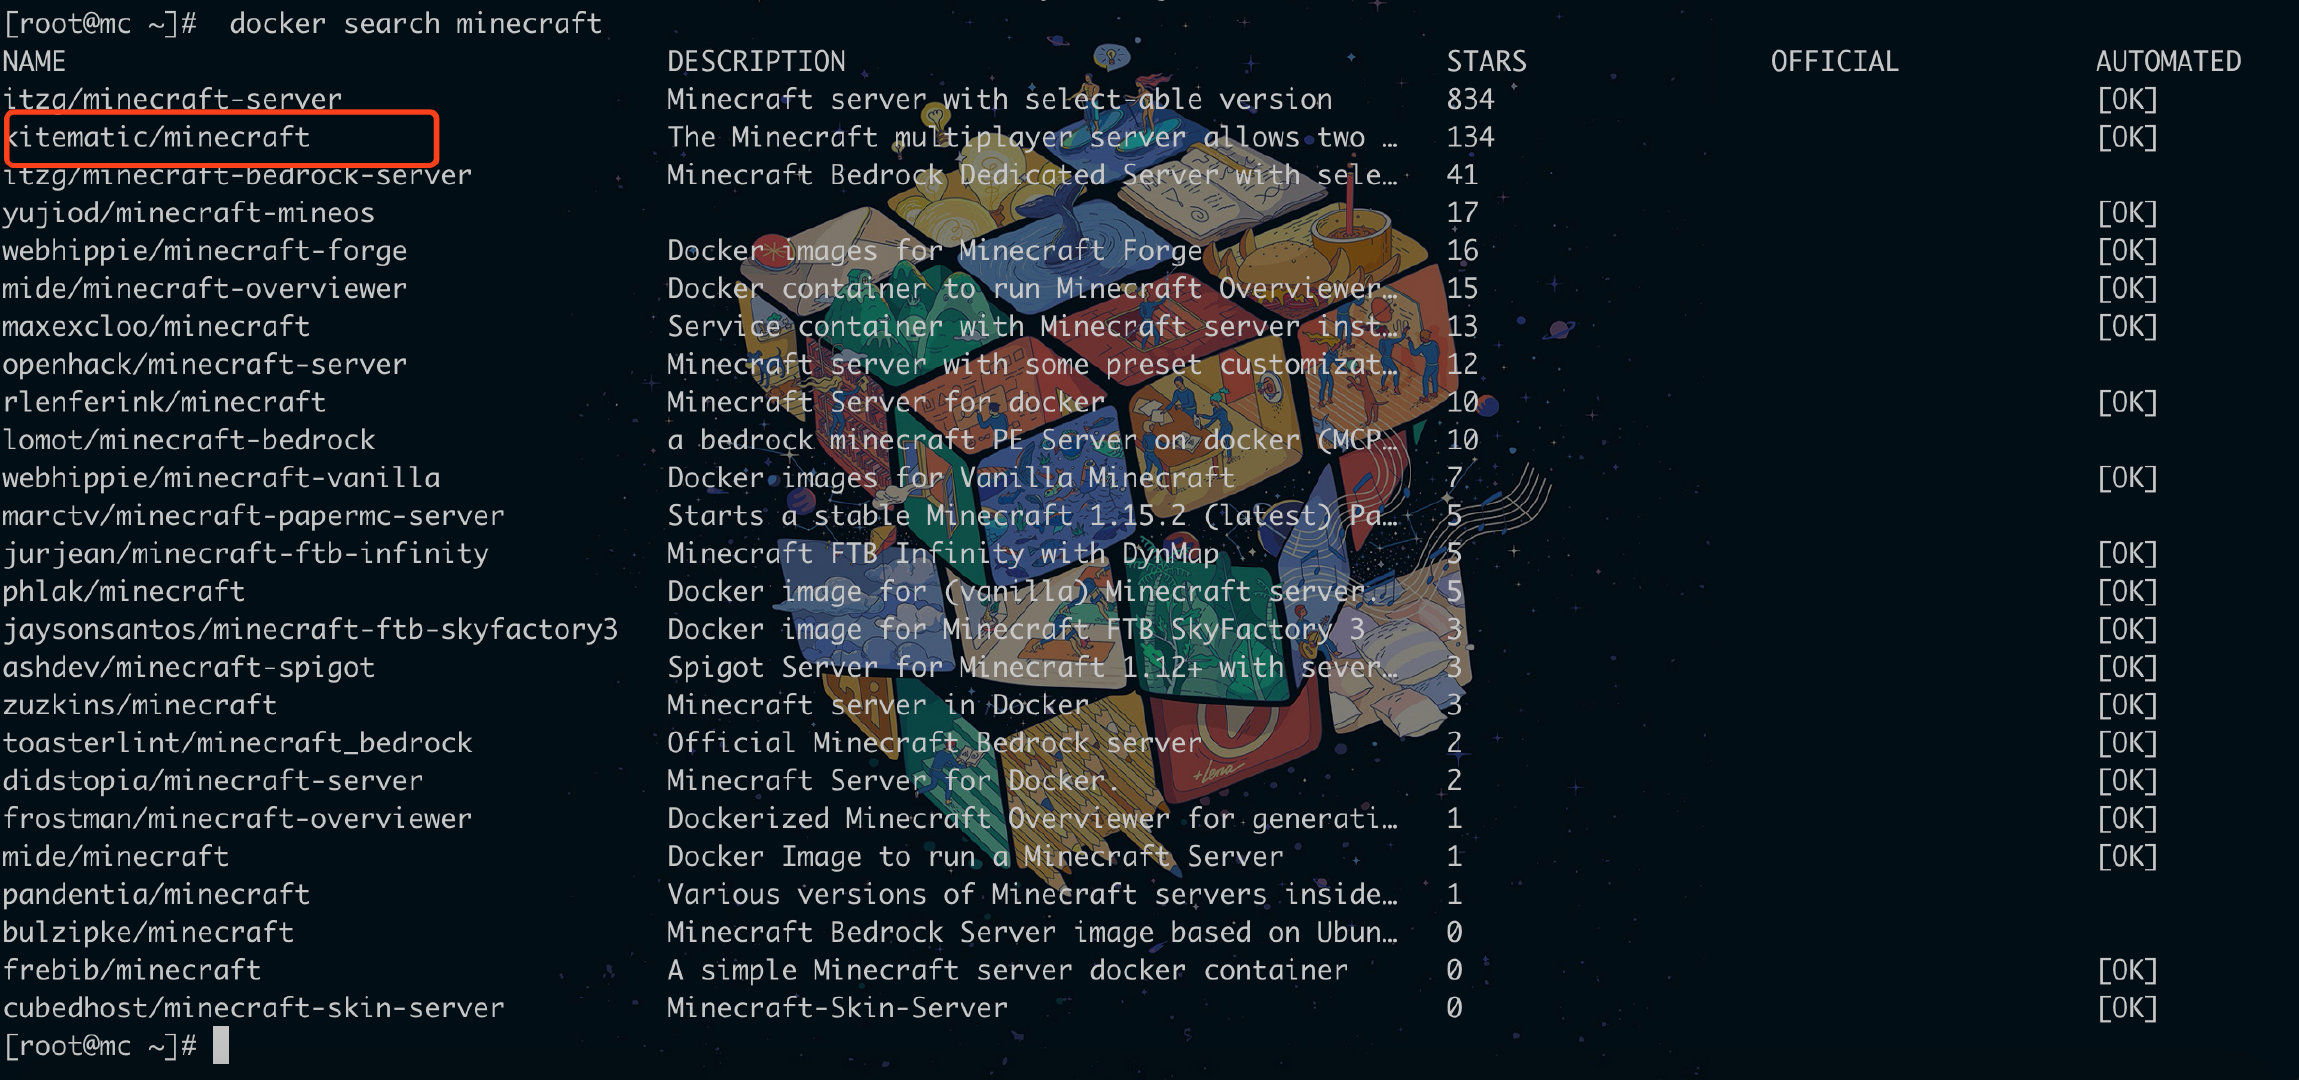 [root@mc ~]#  docker search minecraft
NAME DESCRIPTION STARS OFFICIAL AUTOMATED
itzg/minecraft-server Minecraft server with select-able version 834 [OK]
kitematic/minecraft The Minecraft multiplayer server allows two … 134 [OK]
itzg/minecraft-bedrock-server Minecraft Bedrock Dedicated Server with sele… 41
yujiod/minecraft-mineos 17 [OK]
webhippie/minecraft-forge Docker images for Minecraft Forge 16 [OK]
mide/minecraft-overviewer Docker container to run Minecraft Overviewer… 15 [OK]
maxexcloo/minecraft Service container with Minecraft server inst… 13 [OK]
openhack/minecraft-server Minecraft server with some preset customizat… 12
rlenferink/minecraft Minecraft Server for docker 10 [OK]
lomot/minecraft-bedrock a bedrock minecraft PE Server on docker (MCP… 10
webhippie/minecraft-vanilla Docker images for Vanilla Minecraft 7 [OK]
marctv/minecraft-papermc-server Starts a stable Minecraft 1.15.2 (latest) Pa… 5
jurjean/minecraft-ftb-infinity Minecraft FTB Infinity with DynMap 5 [OK]
phlak/minecraft Docker image for (vanilla) Minecraft server. 5 [OK]
jaysonsantos/minecraft-ftb-skyfactory3 Docker image for Minecraft FTB SkyFactory 3 3 [OK]
ashdev/minecraft-spigot Spigot Server for Minecraft 1.12+ with sever… 3 [OK]
zuzkins/minecraft Minecraft server in Docker 3 [OK]
toasterlint/minecraft_bedrock Official Minecraft Bedrock server 2 [OK]
didstopia/minecraft-server Minecraft Server for Docker. 2 [OK]
+Lena
frostman/minecraft-overviewer Dockerized Minecraft Overviewer for generati… 1 [OK]
mide/minecraft Docker Image to run a Minecraft Server 1 [OK]
pandentia/minecraft Various versions of Minecraft servers inside… 1
bulzipke/minecraft Minecraft Bedrock Server image based on Ubun… 0
frebib/minecraft A simple Minecraft server docker container 0 [OK]
cubedhost/minecraft-skin-server Minecraft-Skin-Server 0 [OK]
[root@mc ~]#